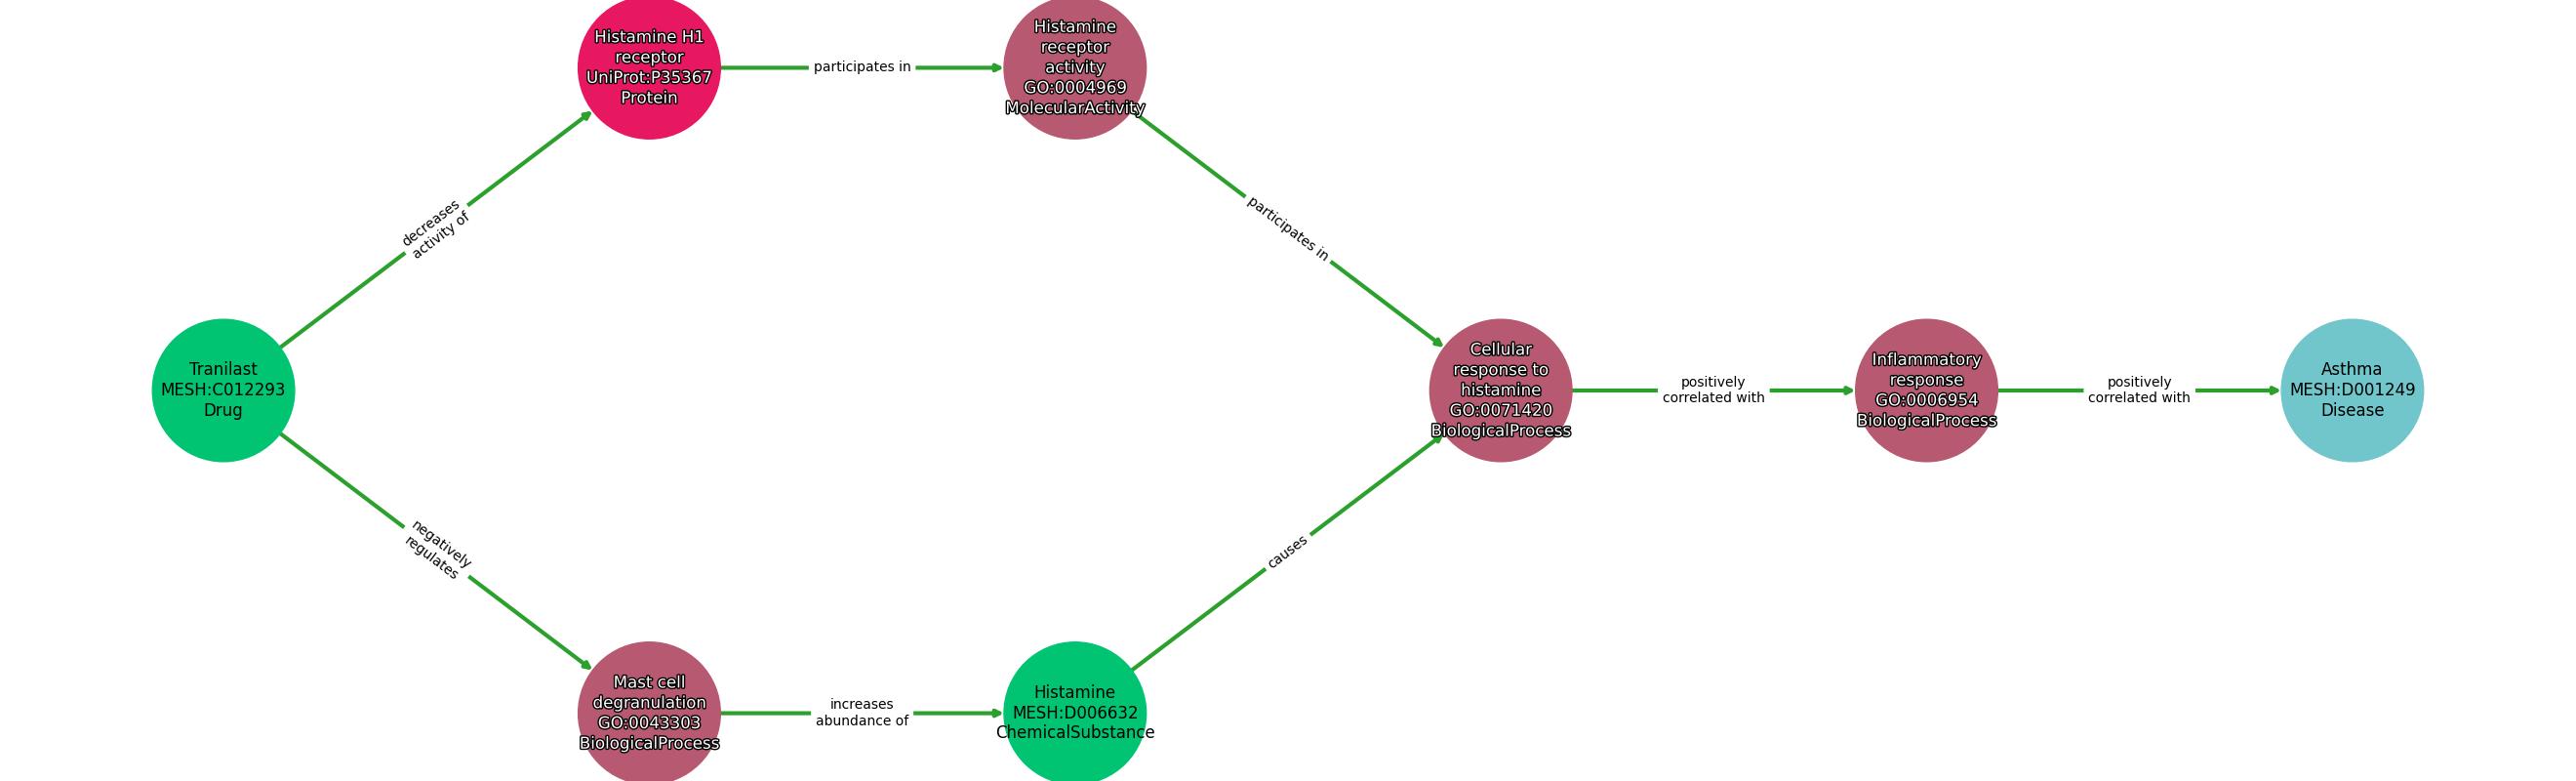 Histamine H1
receptor
UniProt:P35367
Protein
participates in
Histamine
receptor
activity
GO:0004969
MolecularActivity
decreases
activity of
participates in
Tranilast
MESH:C012293
Drug
Cellular
response to
histamine
GO:0071420
BiologicalProcess
positively
correlated with
Inflammatory
response
GO:0006954
BiologicalProcess
positively
correlated with
Asthma
MESH:D001249
Disease
negatively
regulates
causes
Mast cell
degranulation
GO:0043303
BiologicalProcess
increases
abundance of
Histamine
MESH:D006632
ChemicalSubstance